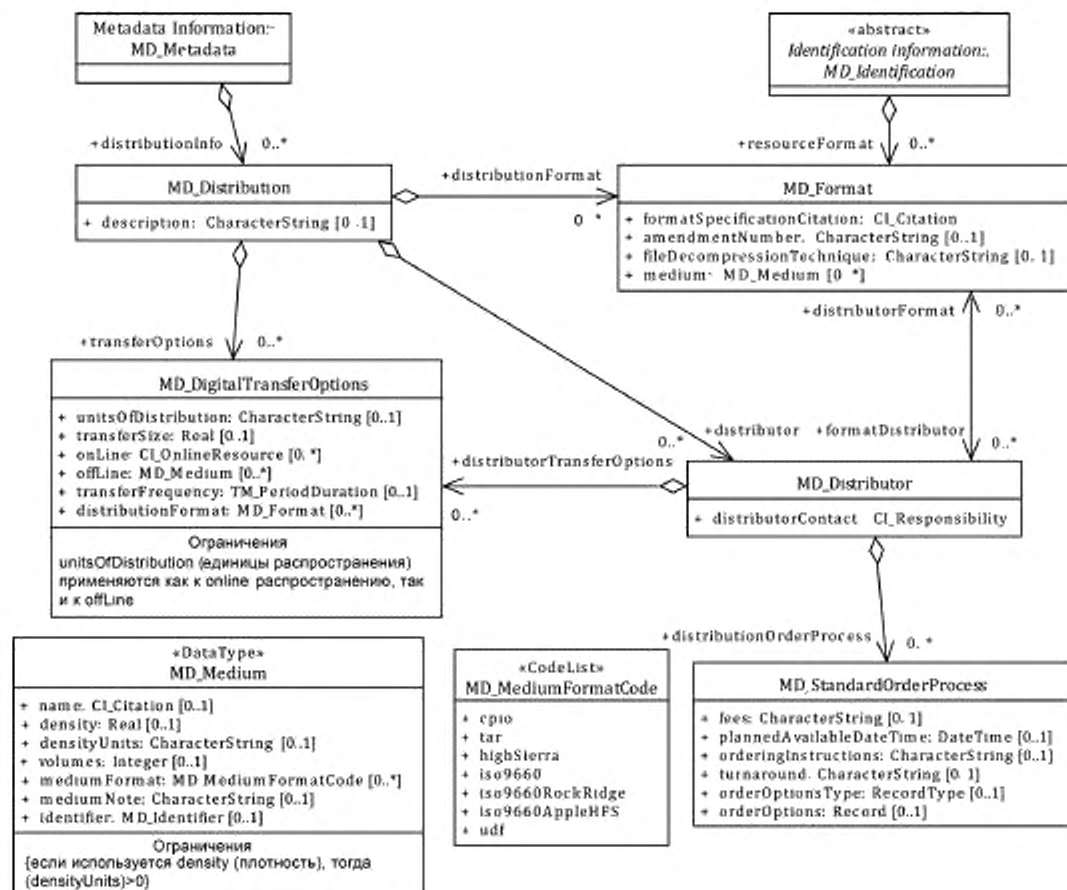 Metadata Information:-
MD_Metadata
«abstract»
Identification information:.
MD_Identification
+distributionInfo 0..*
+resourceFormat 0..*
MD_Distribution
+ description: CharacterString [0 .1]
+distributionFormat
0 *
MD_Format
+ formatSpecificationCitation: CI_Citation
+ amendmentNumber. CharacterString [0..1]
+ fileDecompressionTechnique: CharacterString [0. 1]
+ medium- MD_Medium [0 *]
+distributorFormat 0..*
+transferOptions 0..*
MD_DigitalTransferOptions
+ unitsOfDistribution: CharacterString [0..1]
+ transferSize: Real [0..1]
+ onLine: CI_OnlineResource [0. *]
+ offLine: MD_Medium [0..*]
+ transferFrequency: TM_PeriodDuration [0..1]
+ distributionFormat: MD_Format [0..*]
Ограничения
unitsOfDistribution (единицы распространения)
применяются как к online распространению, так
и к offLine
0..* +distributor +formatDistributor 0..*
+distributorTransferOptions
0..*
MD_Distributor
+ distributorContact CI_Responsibility
+distributionOrderProcess 0. *
MD_StandardOrderProcess
+ fees: CharacterString [0. 1]
+ plannedAvailableDateTime: DateTime [0..1]
+ orderingInstructions: CharacterString [0..1]
+ turnaround. CharacterString [0 1]
+ orderOptionsType: RecordType [0..1]
+ orderOptions: Record [0..1]
«DataType»
MD_Medium
+ name. CI_Citation [0..1]
+ density: Real [0..1]
+ densityUnits: CharacterString [0..1]
+ volumes: Integer [0..1]
+ mediumFormat: MD MediumFormatCode [0..*]
+ mediumNote: CharacterString [0..1]
+ identifier. MD_Identifier [0..1]
Ограничения
{если используется density (плотность), тогда
(densityUnits)>0}
«CodeList»
MD_MediumFormatCode
+ cpio
+ tar
+ highSierra
+ iso9660
+ iso9660RockRidge
+ iso9660AppleHFS
+ udf